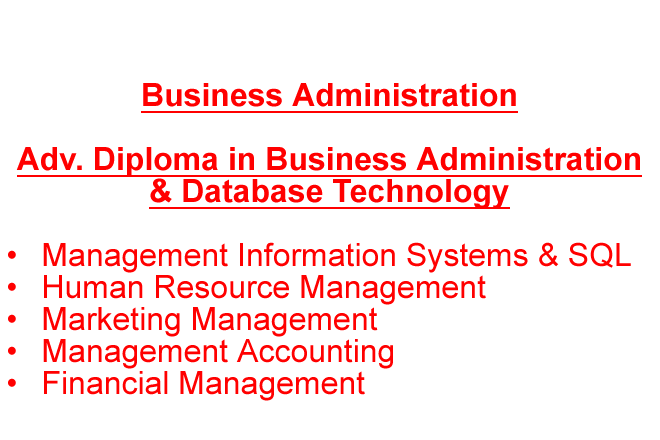 Business Administration
Adv. Diploma in Business Administration
& Database Technology
• Management Information Systems & SQL
• Human Resource Management
• Marketing Management
• Management Accounting
• Financial Management